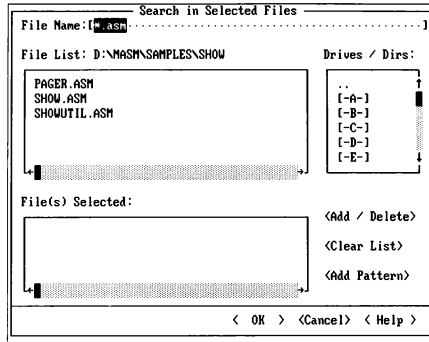 Search in Selected Files
File Name:[*.asm]
File List: D:\MASM\SAMPLES\SHOW
Drives / Dirs:
PAGER.ASM
SHOW.ASM
SHOWUTIL.ASM
..
[-A-]
[-B-]
[-C-]
[-D-]
[-E-]
File(s) Selected:
<Add / Delete>
<Clear List>
<Add Pattern>
< OK > <Cancel> < Help >